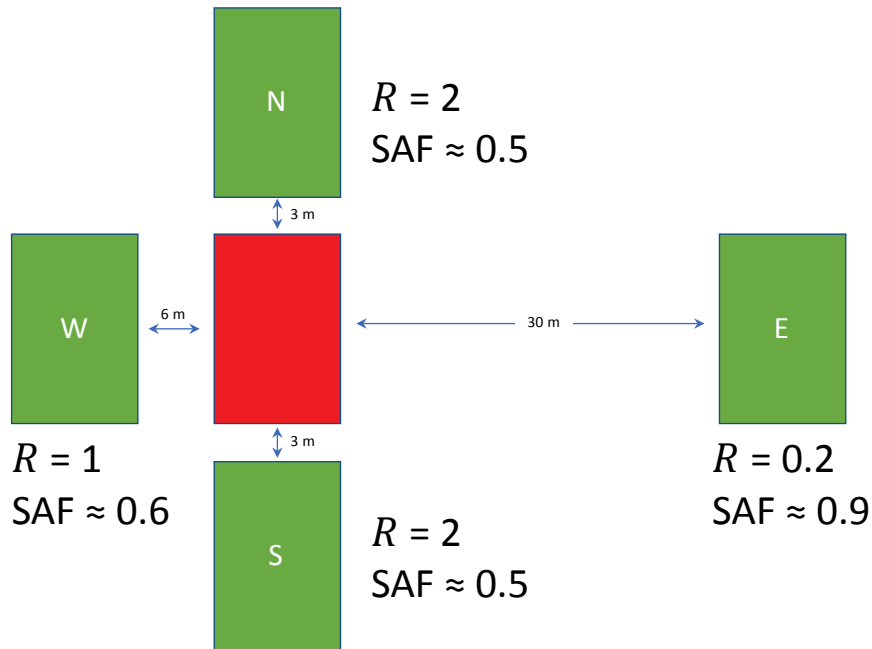 N
R = 2
SAF ≈ 0.5
3 m
W
6 m
30 m
E
3 m
R = 1
SAF ≈ 0.6
R = 0.2
SAF ≈ 0.9
S
R = 2
SAF ≈ 0.5